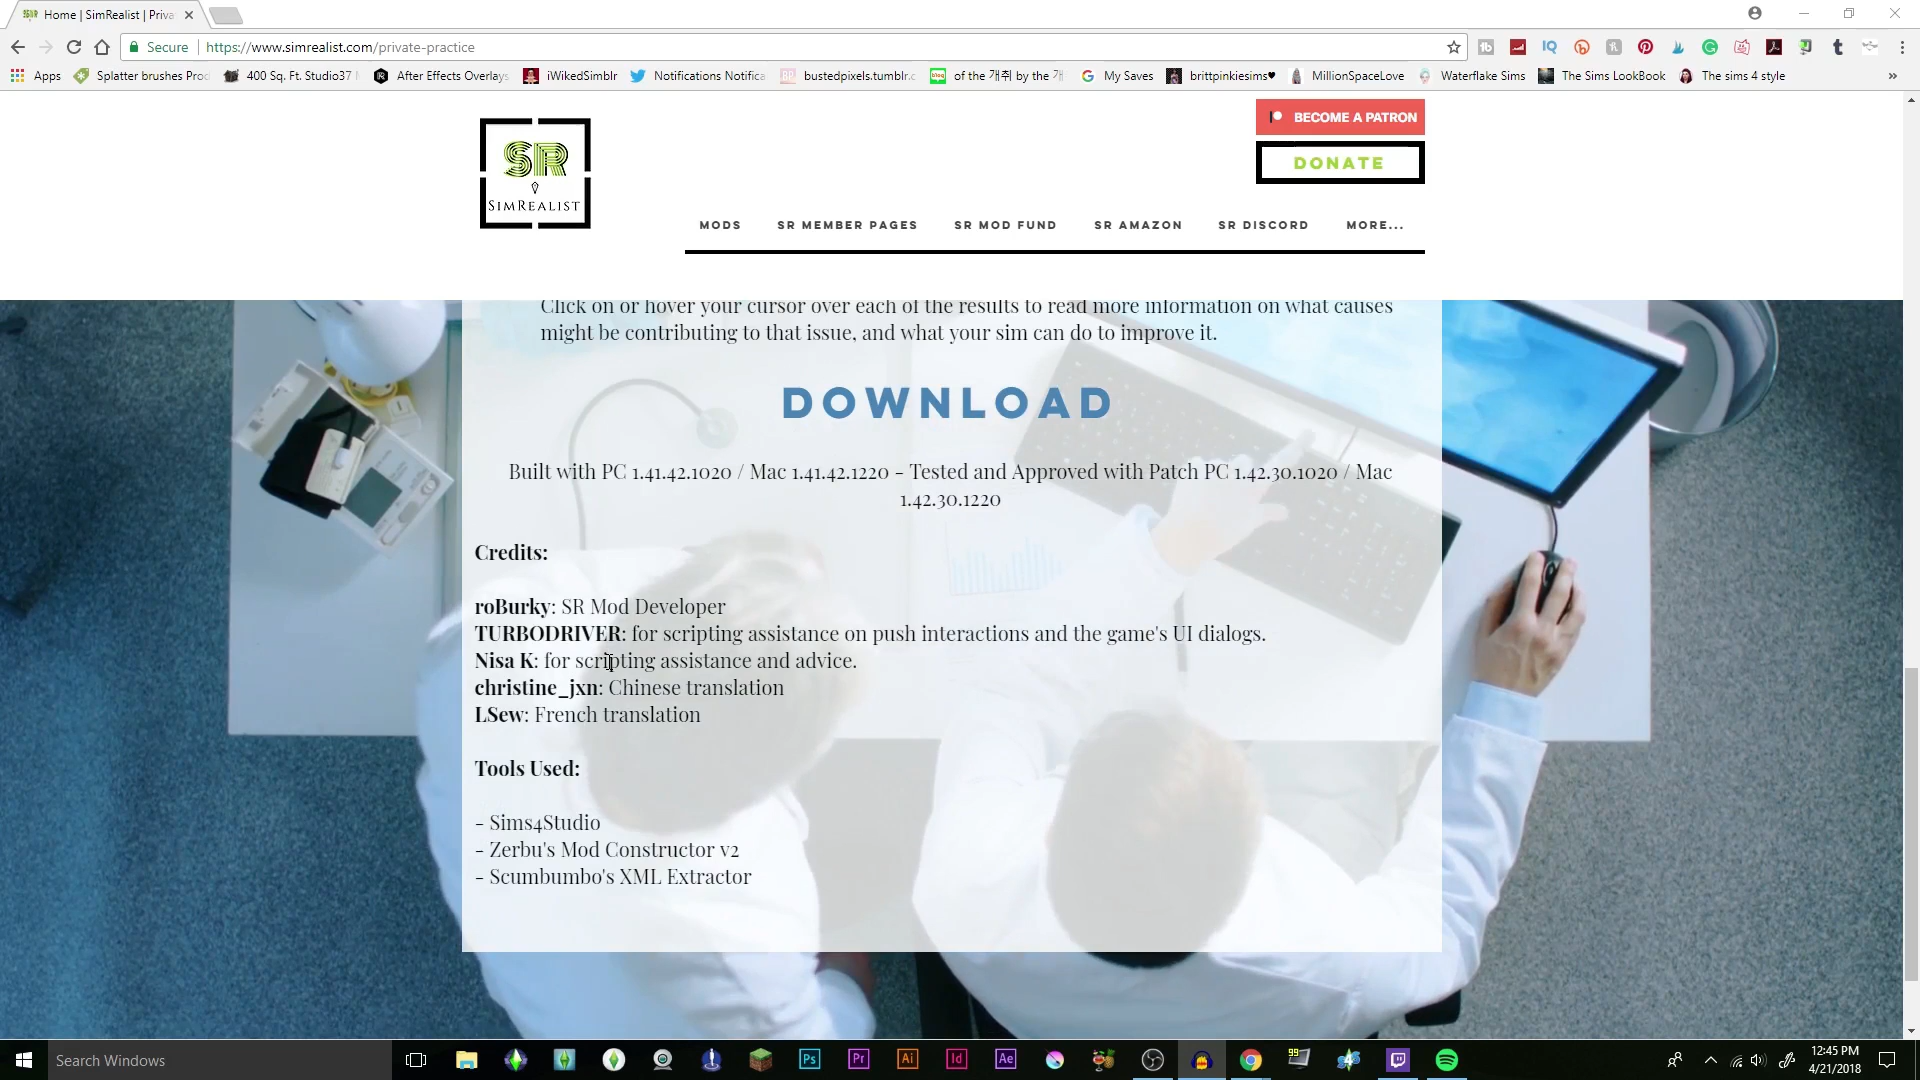 Home | SimRealist | Priva
Secure
https://www.simrealist.com/private-practice
Apps
Splatter brushes Pro
400 Sq. Ft. Studio37
After Effects Overlays
iWikedSimblr
Notifications Notifica
bustedpixels.tumblr.c
of the 개취 by the
My Saves
brittpinkiesims♥
MillionSpaceLove
Waterflake Sims
The Sims LookBook
The sims 4 style
»
BECOME A PATRON
DONATE
SR
SIMREALIST
MODS
SR MEMBER PAGES
SR MOD FUND
SR AMAZON
SR DISCORD
MORE...
Click on or hover your cursor over each of the results to read more information on what causes
might be contributing to that issue, and what your sim can do to improve it.
DOWNLOAD
Built with PC 1.41.42.1020 / Mac 1.41.42.1220 - Tested and Approved with Patch PC 1.42.30.1020 / Mac
1.42.30.1220
Credits:
roBurky: SR Mod Developer
TURBODRIVER: for scripting assistance on push interactions and the game's UI dialogs.
Nisa K: for scripting assistance and advice.
christine_jxn: Chinese translation
LSew: French translation
Tools Used:
- Sims4Studio
- Zerbu's Mod Constructor v2
- Scumbumbo's XML Extractor
Search Windows
Ps
Pr
Ai
Id
Ae
99
12:45 PM
4/21/2018